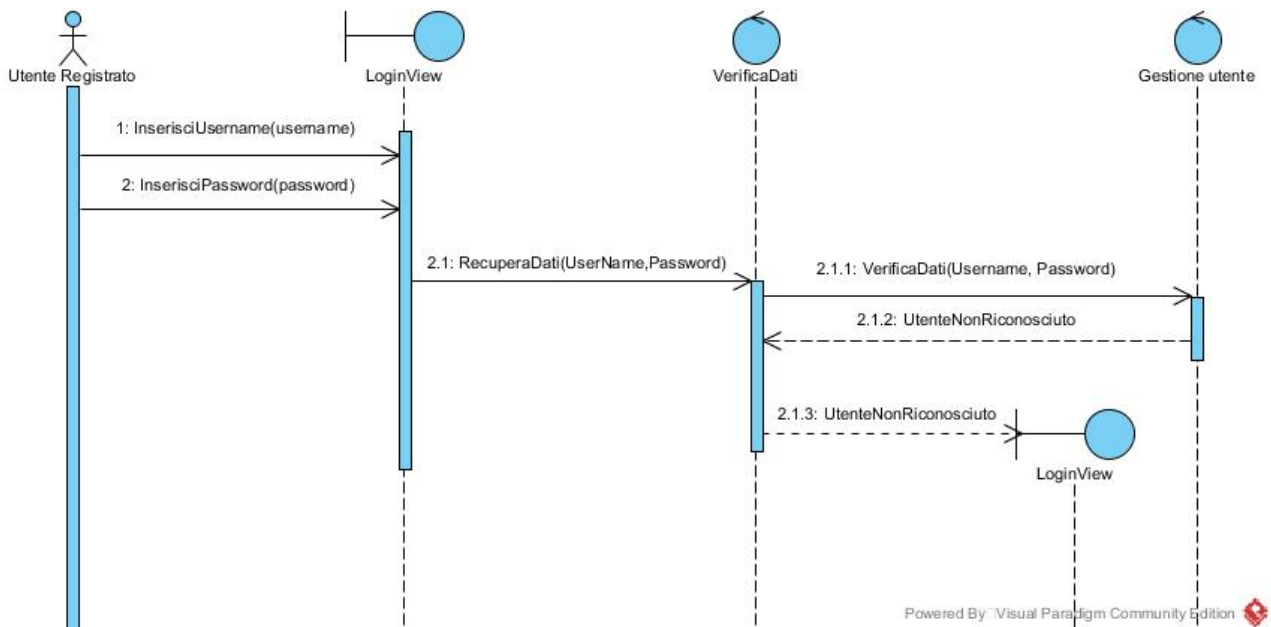 Utente Registrato
LoginView
VerificaDati
Gestione utente
1: InserisciUsername(username)
2: InserisciPassword(password)
2.1: RecuperaDati(UserName,Password)
2.1.1: VerificaDati(Username, Password)
2.1.2: UtenteNonRiconosciuto
2.1.3: UtenteNonRiconosciuto
LoginView
Powered By Visual Paradigm Community Edition